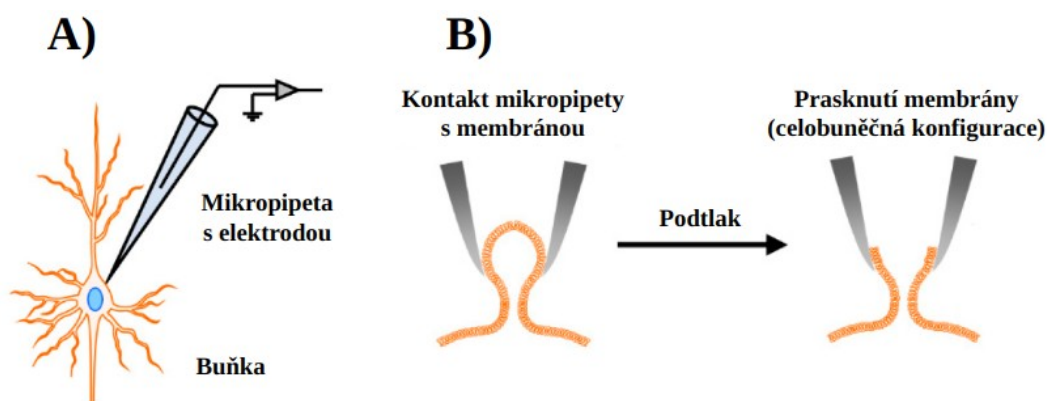 A)
B)
Kontakt mikropipety
s membránou
Prasknutí membrány
(celobuněčná konfigurace)
Mikropipeta
s elektrodou
Podtlak
Buňka